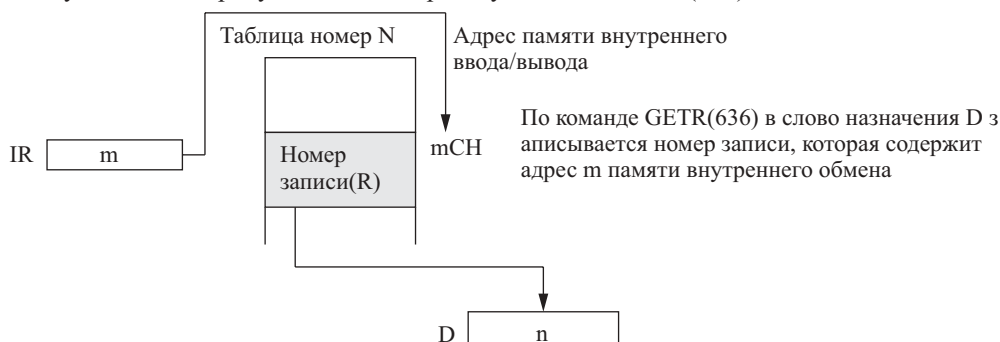 Таблица номер N
Адрес памяти внутреннего
ввода/вывода
По команде GETR(636) в слово назначения D з
аписывается номер записи, которая содержит
адрес m памяти внутреннего обмена
IR
m
mCH
Номер
записи(R)
D
n